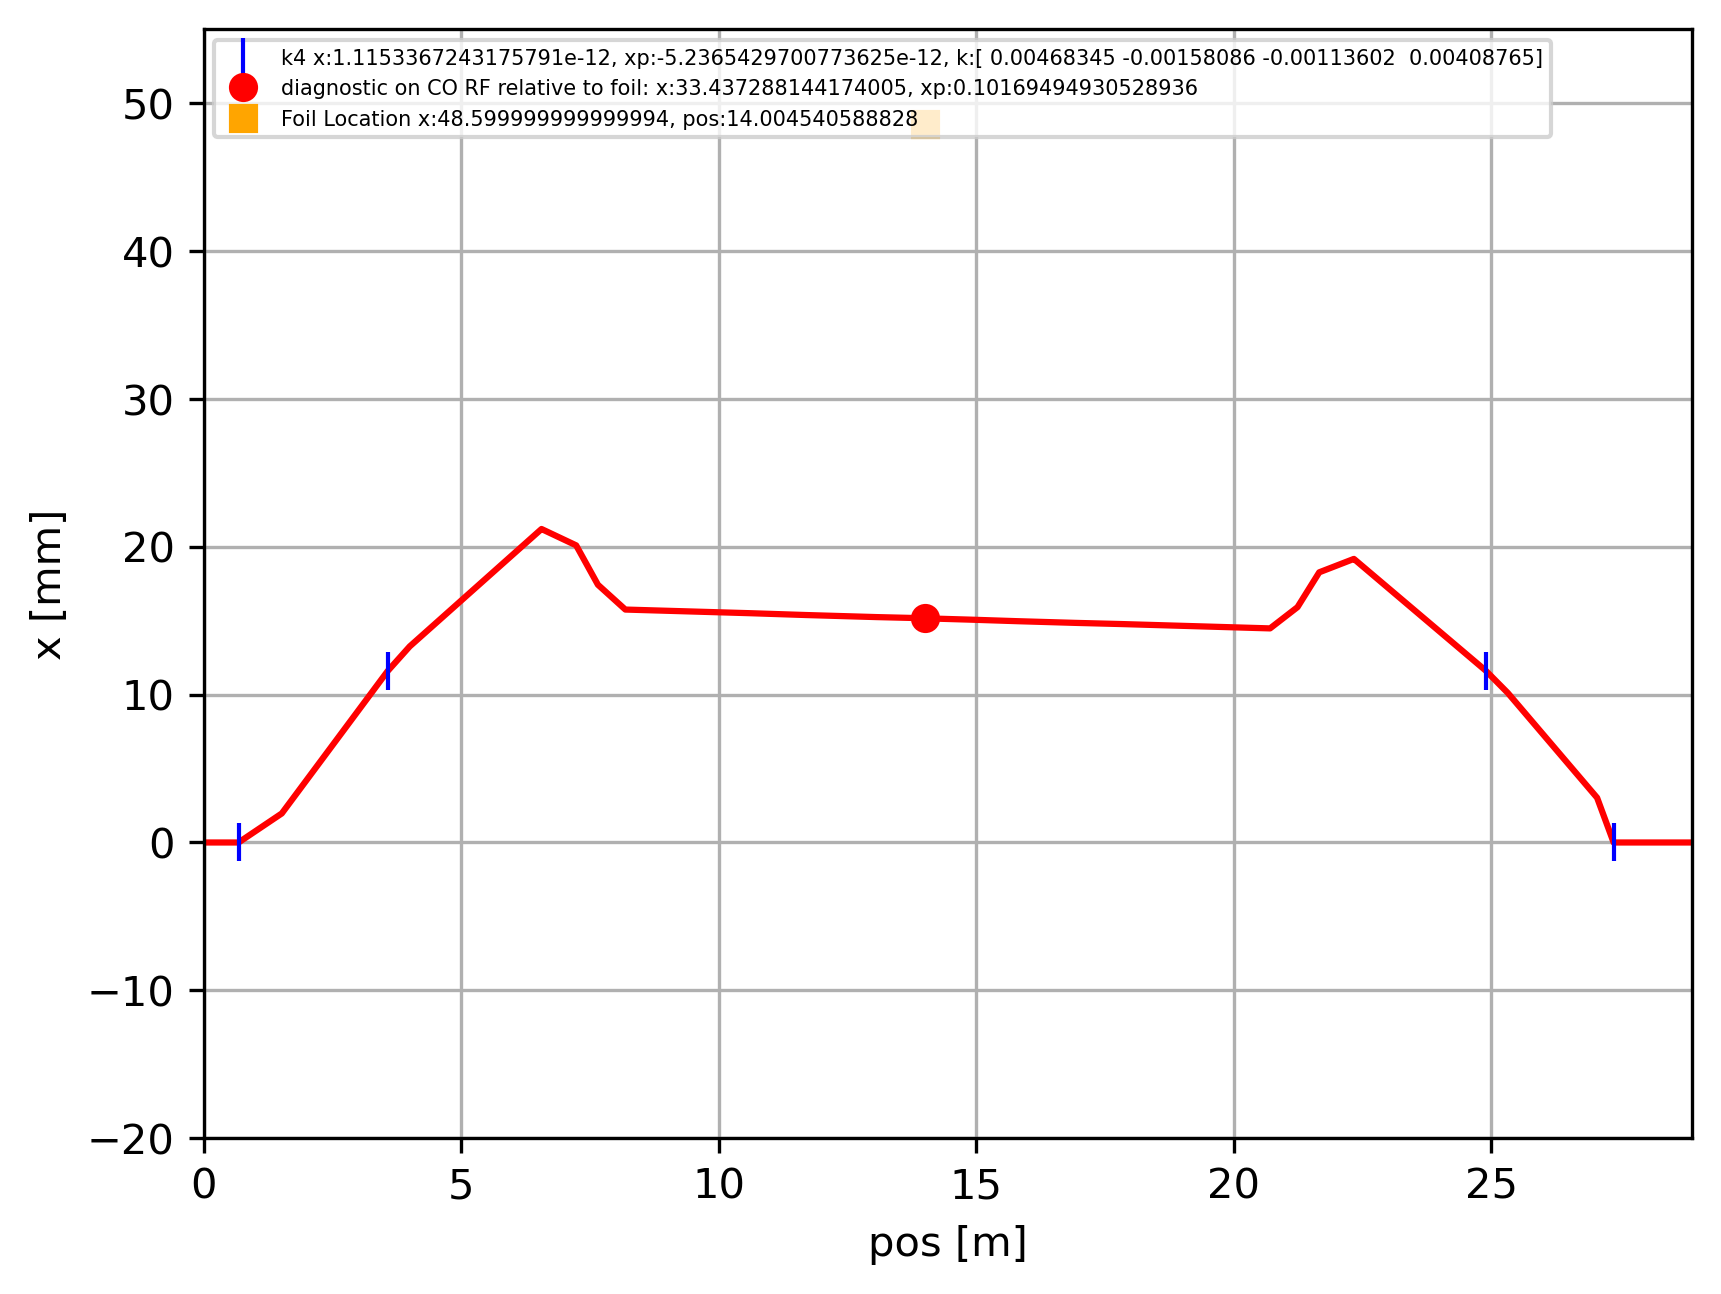 k4 x:1.1153367243175791e-12, xp:-5.2365429700773625e-12, k:[ 0.00468345 -0.00158086 -0.00113602  0.00408765]
diagnostic on CO RF relative to foil: x:33.437288144174005, xp:0.10169494930528936
Foil Location x:48.599999999999994, pos:14.004540588828
50
40
30
20
10
0
−10
−20
x [mm]
0 5 10 15 20 25
pos [m]